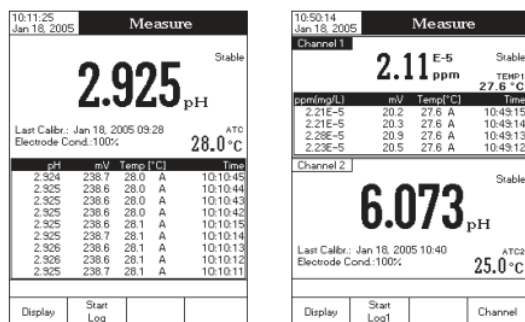 10:11:25
Jan 18, 2005
Measure
Stable
2.925 pH
Last Calibr.: Jan 18, 2005 09:28
Electrode Cond.:100%
ATC
28.0°C
pH mV Temp [°C] Time
2.924 238.7 28.0 A 10:10:45
2.925 238.6 28.0 A 10:10:44
2.925 238.6 28.0 A 10:10:43
2.925 238.6 28.0 A 10:10:42
2.925 238.6 28.1 A 10:10:15
2.925 238.7 28.1 A 10:10:14
2.926 238.6 28.1 A 10:10:13
2.926 238.6 28.1 A 10:10:12
2.925 238.7 28.1 A 10:10:11
Display
Start Log
10:50:14
Jan 18, 2005
Measure
Channel 1
Stable
2.11 E-5 ppm
TEMP1
27.6 °C
ppm(mg/L) mV Temp[°C] Time
2.21E-5 20.2 27.6 A 10:49:15
2.21E-5 20.3 27.6 A 10:49:14
2.28E-5 20.9 27.6 A 10:49:13
2.23E-5 20.5 27.6 A 10:49:12
Channel 2
Stable
6.073 pH
Last Calibr.: Jan 18, 2005 10:40
Electrode Cond.:100%
ATC2
25.0°C
Display
Start Log1
Channel